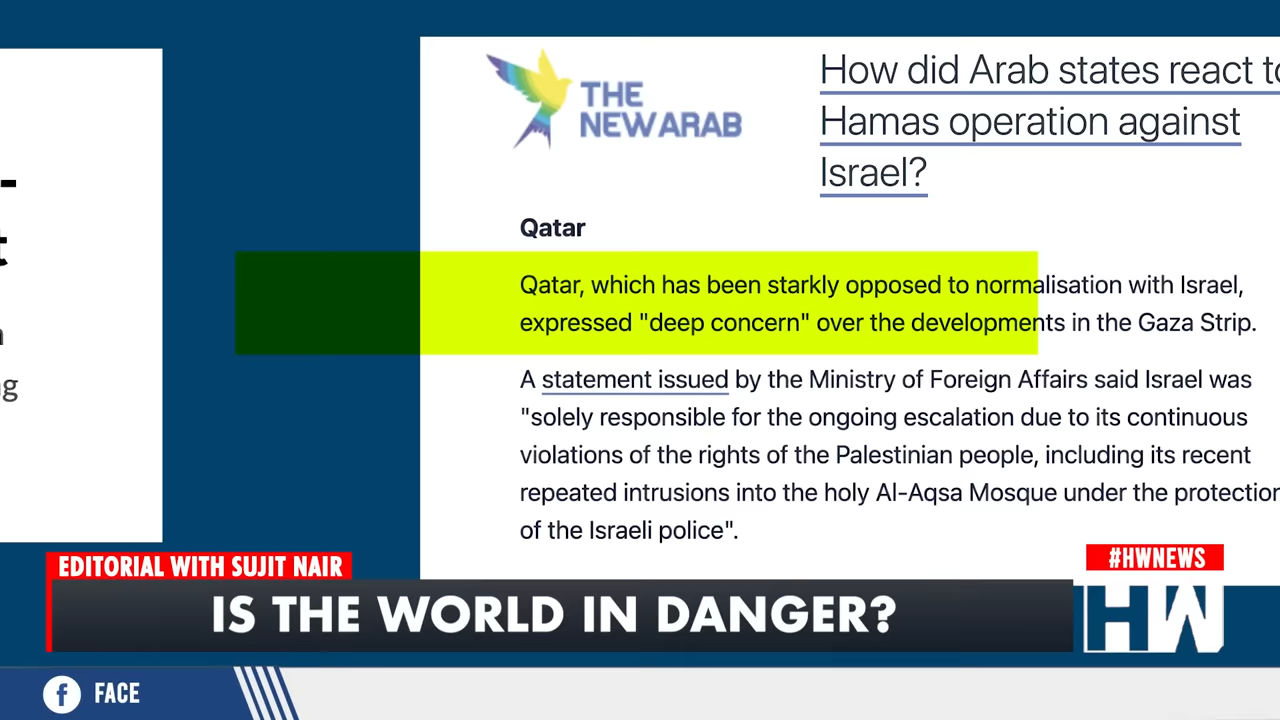 THE
NEW ARAB
How did Arab states react to
Hamas operation against
Israel?
Qatar
Qatar, which has been starkly opposed to normalisation with Israel,
expressed "deep concern" over the developments in the Gaza Strip.
A statement issued by the Ministry of Foreign Affairs said Israel was
"solely responsible for the ongoing escalation due to its continuous
violations of the rights of the Palestinian people, including its recent
repeated intrusions into the holy Al-Aqsa Mosque under the protection
of the Israeli police".
EDITORIAL WITH SUJIT NAIR
#HWNEWS
IS THE WORLD IN DANGER?
HW
f FACE